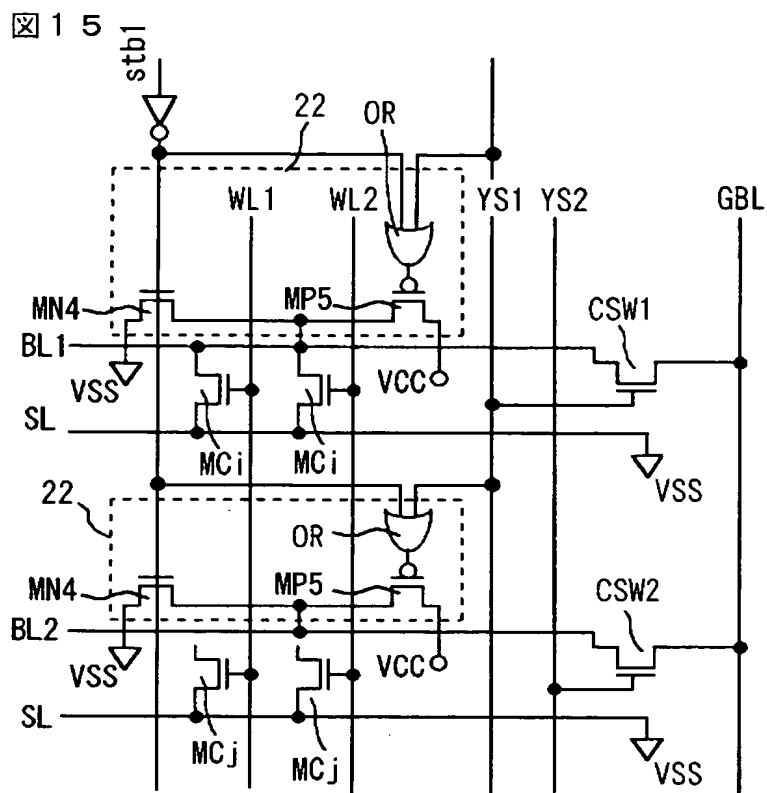 図１５
stb1
22
OR
WL1
WL2
YS1
YS2
GBL
MN4
MP5
CSW1
BL1
VSS
VCC
SL
MCi
MCi
VSS
22
OR
MN4
MP5
CSW2
BL2
VSS
VCC
SL
MCj
MCj
VSS